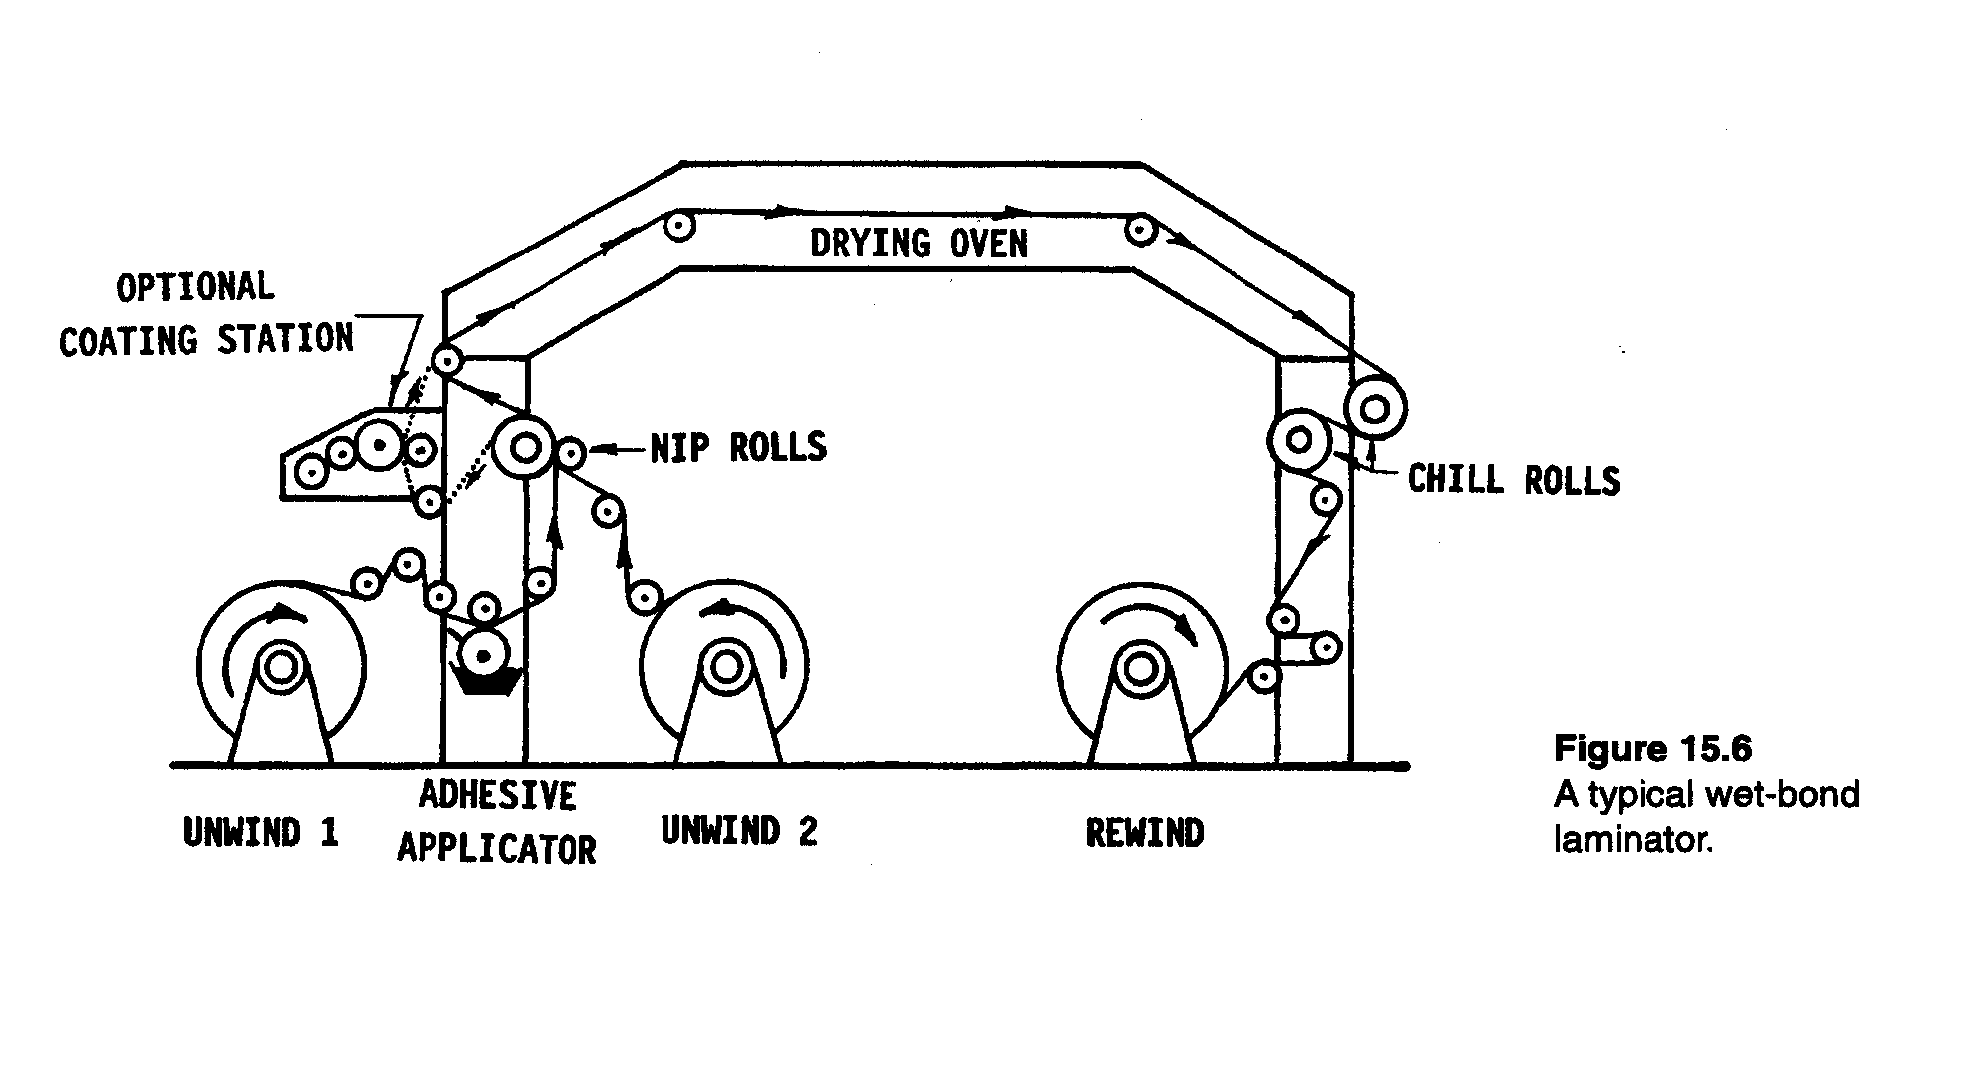 DRYING OVEN
OPTIONAL
COATING STATION
NIP ROLLS
CHILL ROLLS
UNWIND 1
ADHESIVE
APPLICATOR
UNWIND 2
REWIND
Figure 15.6
A typical wet-bond
laminator.